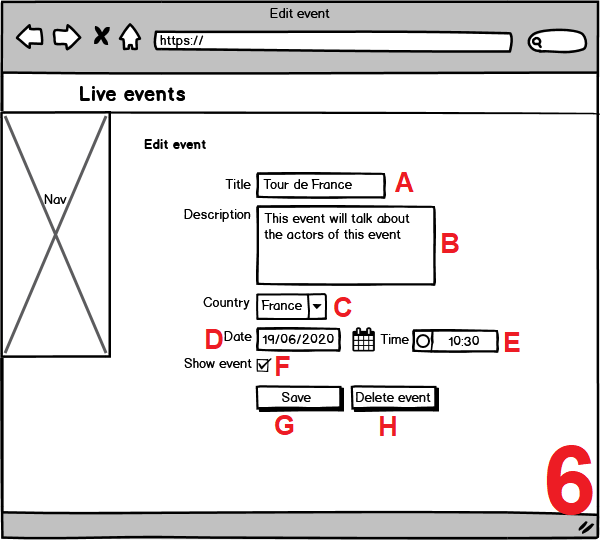 Edit event
https://
Live events
Nav
Edit event
Title Tour de France A
Description This event will talk about
the actors of this event B
Country France C
D Date 19/06/2020 Time 10:30 E
Show event F
Save Delete event
G H
6